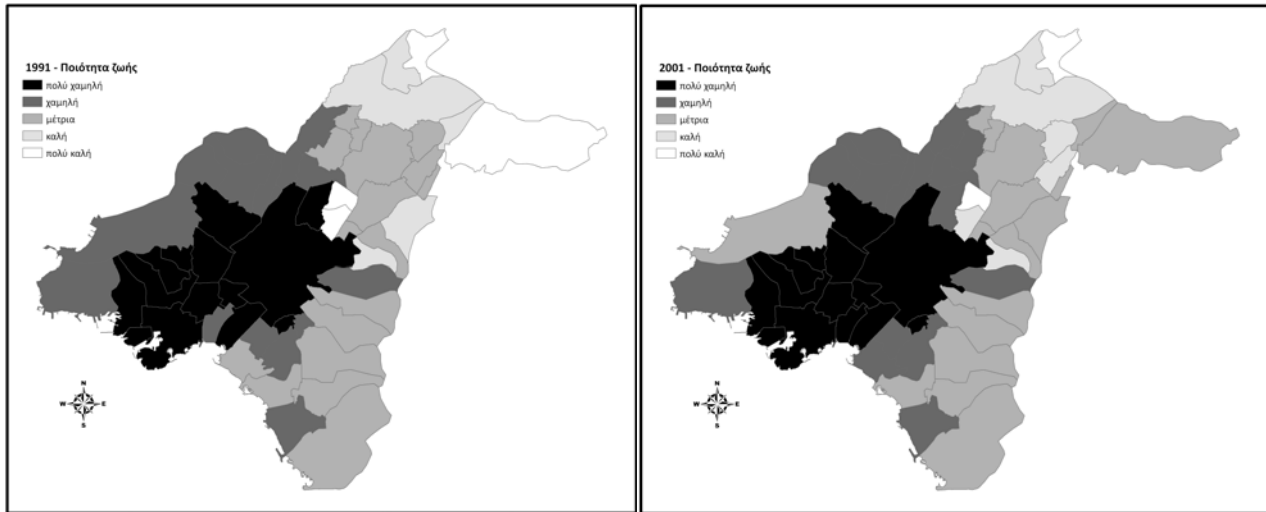 1991 - Ποιότητα ζωής
πολύ χαμηλή
χαμηλή
μέτρια
καλή
πολύ καλή
N
W E
S
2001 - Ποιότητα ζωής
πολύ χαμηλή
χαμηλή
μέτρια
καλή
πολύ καλή
N
W E
S